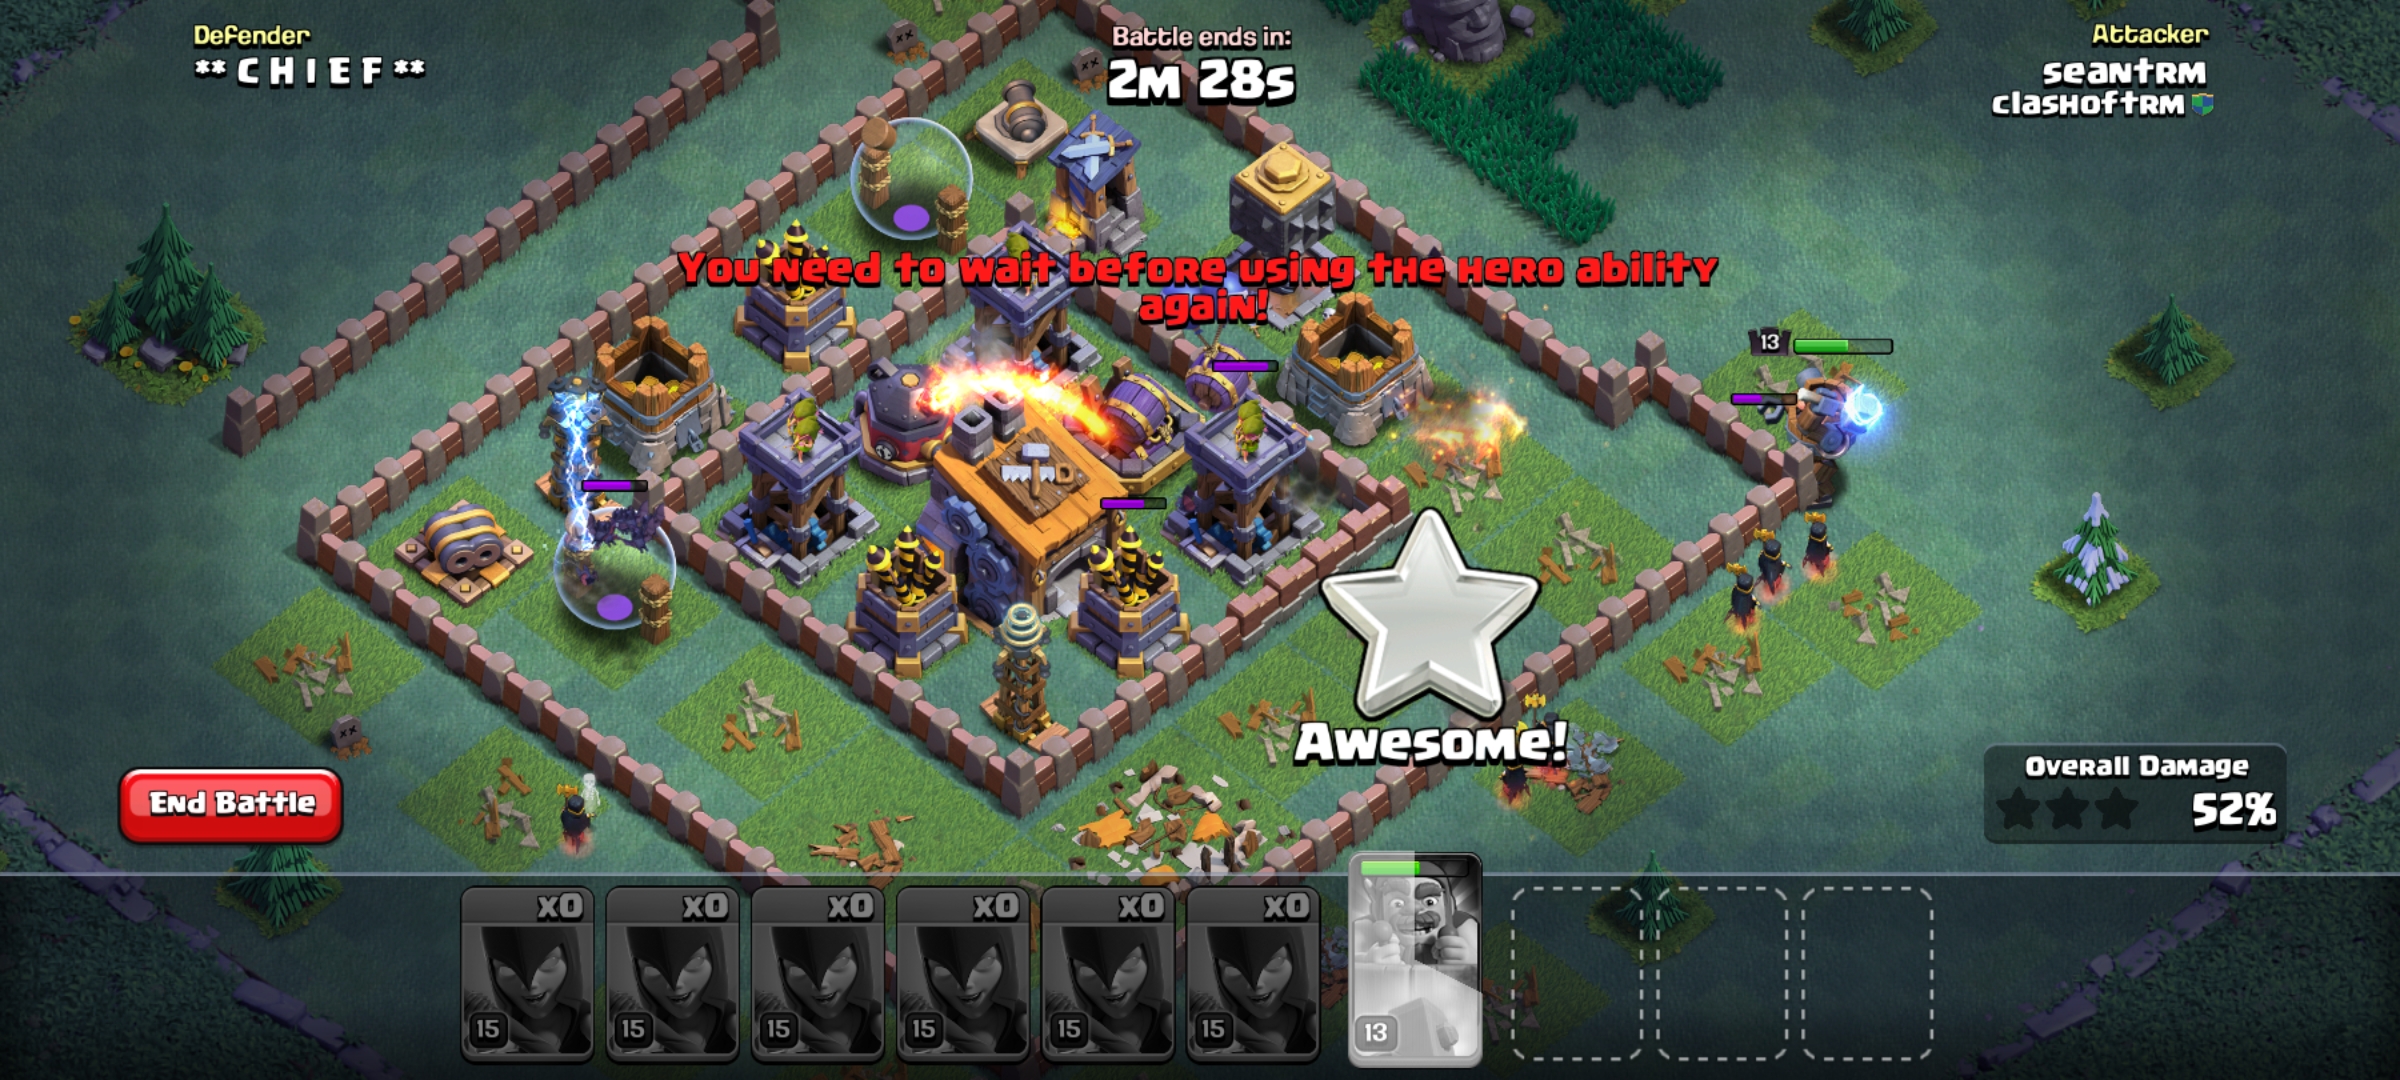 Defender
**CHIEF**
Battle ends in:
2M 28s
Attacker
seantrm
clashoftrm
You need to wait before using the hero ability
again!
13
Awesome!
End Battle
Overall Damage
52%
x0
x0
x0
x0
x0
x0
15
15
15
15
15
15
13